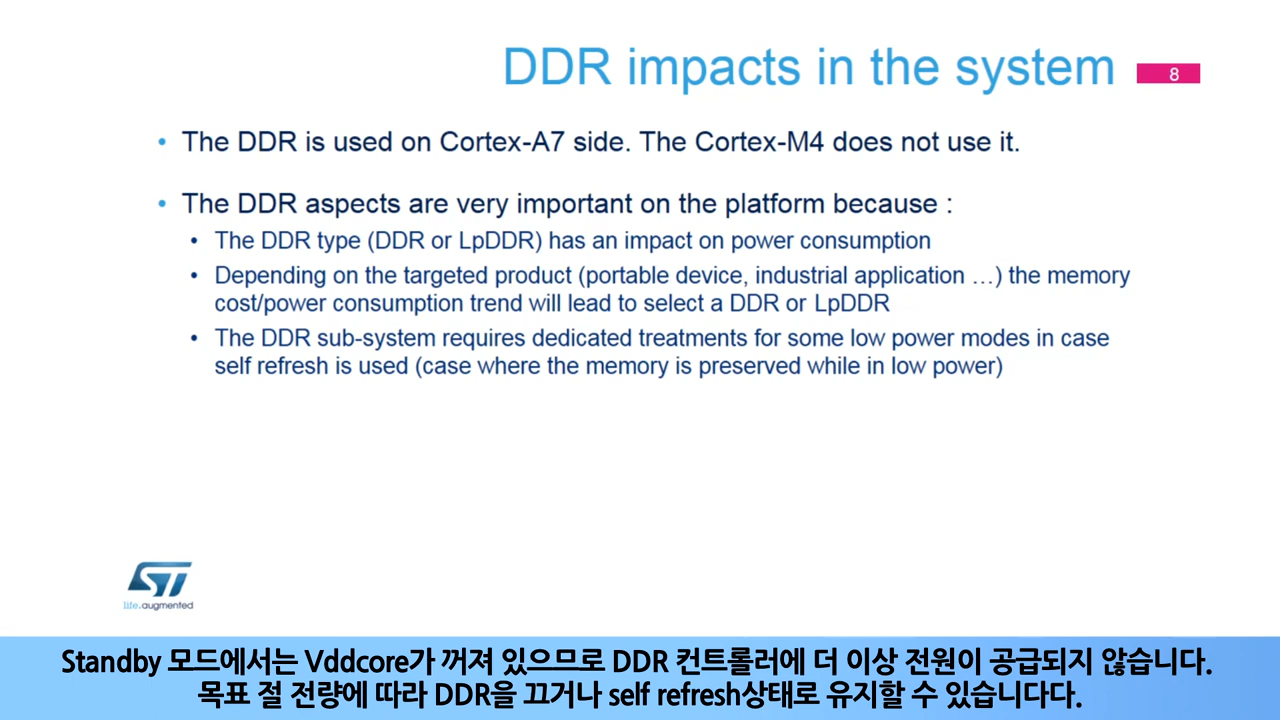 DDR impacts in the system
8
• The DDR is used on Cortex-A7 side. The Cortex-M4 does not use it.
• The DDR aspects are very important on the platform because :
• The DDR type (DDR or LpDDR) has an impact on power consumption
• Depending on the targeted product (portable device, industrial application …) the memory
cost/power consumption trend will lead to select a DDR or LpDDR
• The DDR sub-system requires dedicated treatments for some low power modes in case
self refresh is used (case where the memory is preserved while in low power)
ST
life.augmented
Standby 모드에서는 Vddcore가 꺼져 있으므로 DDR 컨트롤러에 더 이상 전원이 공급되지 않습니다.
목표 절 전량에 따라 DDR을 끄거나 self refresh상태로 유지할 수 있습니다다.